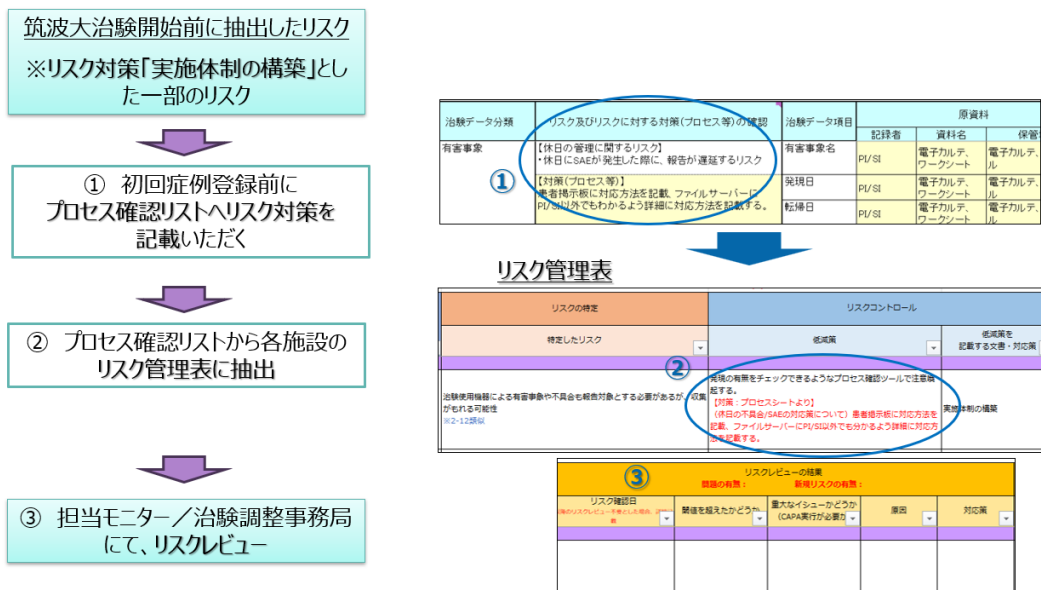 筑波大治験開始前に抽出したリスク
※リスク対策「実施体制の構築」とし
た一部のリスク
① 初回症例登録前に
プロセス確認リストへリスク対策を
記載いただく
② プロセス確認リストから各施設の
リスク管理表に抽出
③ 担当モニター／治験調整事務局
にて、リスクレビュー
治験データ分類
リスク及びリスクに対する対策(プロセス等)の確認
治験データ項目
原資料
記録者
資料名
保管
有害事象
【休日の管理に関するリスク】
・休日にSAEが発生した際に、報告が遅延するリスク
有害事象名
PI/SI
電子カルテ、
ワークシート
電子カルテ、
ル
①
【対策(プロセス等)】
患者掲示板に対応方法を記載、ファイルサーバーに
PI/SI以外でもわかるよう詳細に対応方法を記載する。
発現日
PI/SI
電子カルテ、
ワークシート
電子カルテ、
ル
転帰日
PI/SI
電子カルテ、
ワークシート
電子カルテ、
ル
リスク管理表
リスクの特定
リスクコントロール
特定したリスク
低減策
低減策を
記載する文書・対応策
②
治験使用機器による有害事象や不具合も報告対象とする必要があるが、収集
がもれる可能性
※2-12類似
発現の有無をチェックできるようなプロセス確認ツールで注意喚
起する。
【対策：プロセスシートより】
（休日の不具合/SAEの対応策について）患者掲示板に対応方法を
記載、ファイルサーバーにPI/SI以外でも分かるよう詳細に対応方
法を記載する。
実施体制の構築
③
リスクレビューの結果
問題の有無：
新規リスクの有無：
リスク確認日
閾値を超えたかどうか
重大なイシューかどうか
（CAPA実行が必要か
原因
対応策